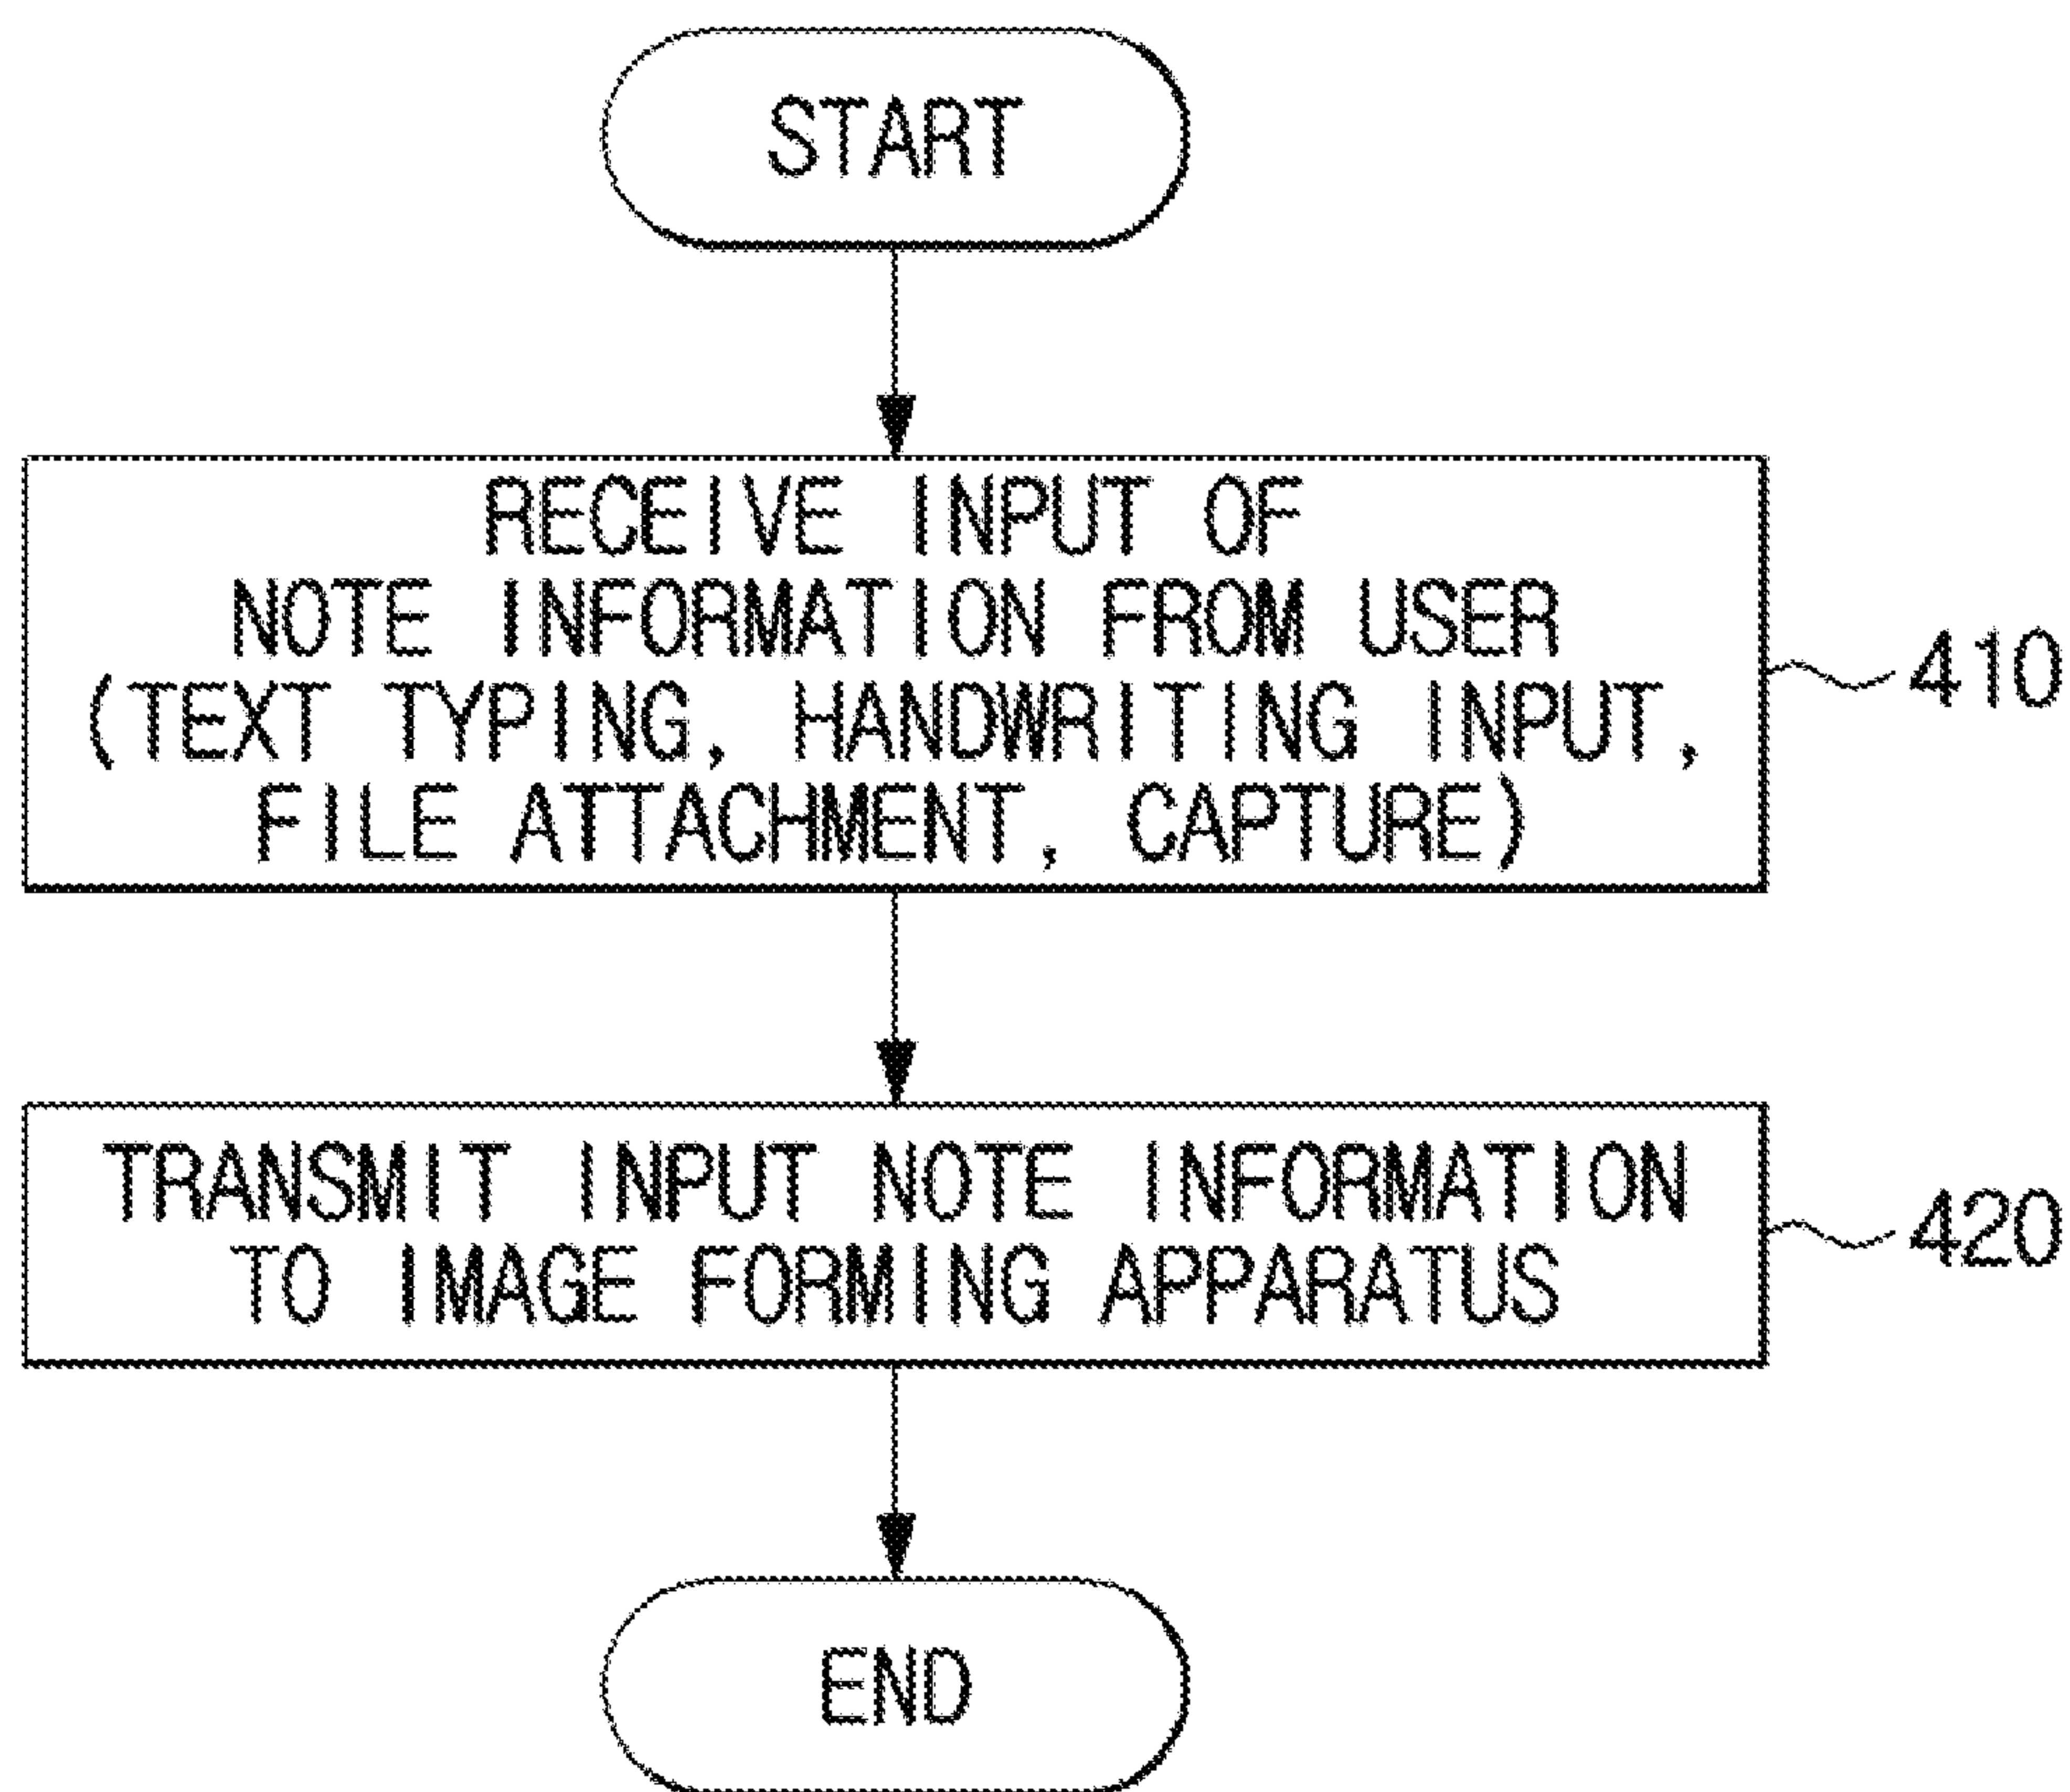 START
RECEIVE INPUT OF
NOTE INFORMATION FROM USER
(TEXT TYPING, HANDWRITING INPUT,
FILE ATTACHMENT, CAPTURE)
410
TRANSMIT INPUT NOTE INFORMATION
TO IMAGE FORMING APPARATUS
420
END